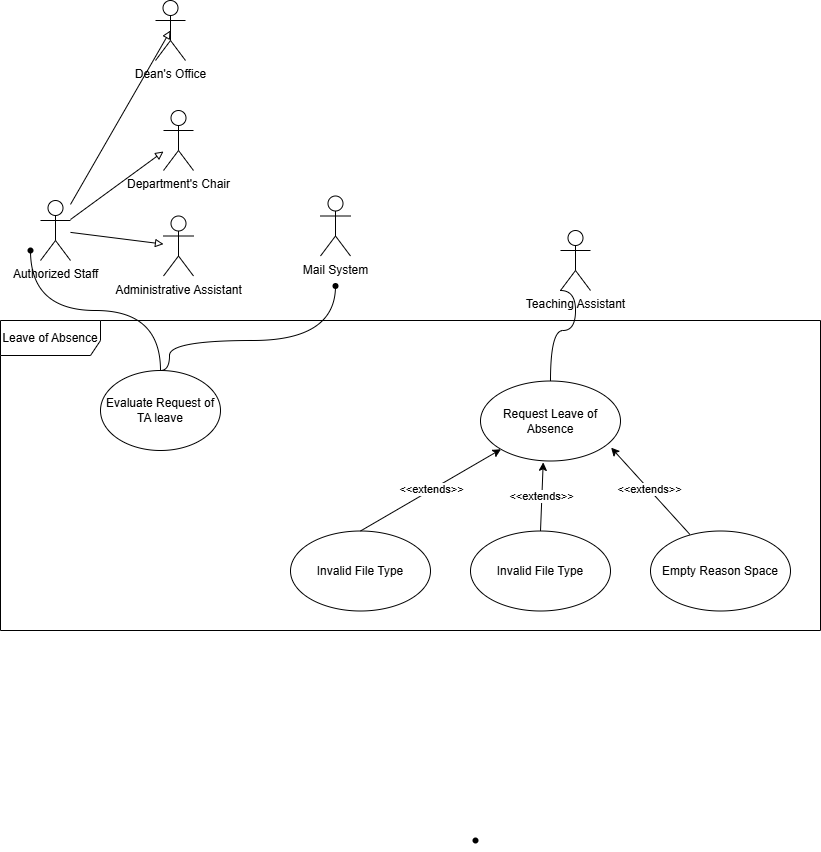 Dean's Office
Department's Chair
Authorized Staff
Administrative Assistant
Mail System
Teaching Assistant
Leave of Absence
Evaluate Request of
TA leave
Request Leave of
Absence
<<extends>>
<<extends>>
<<extends>>
Invalid File Type
Invalid File Type
Empty Reason Space